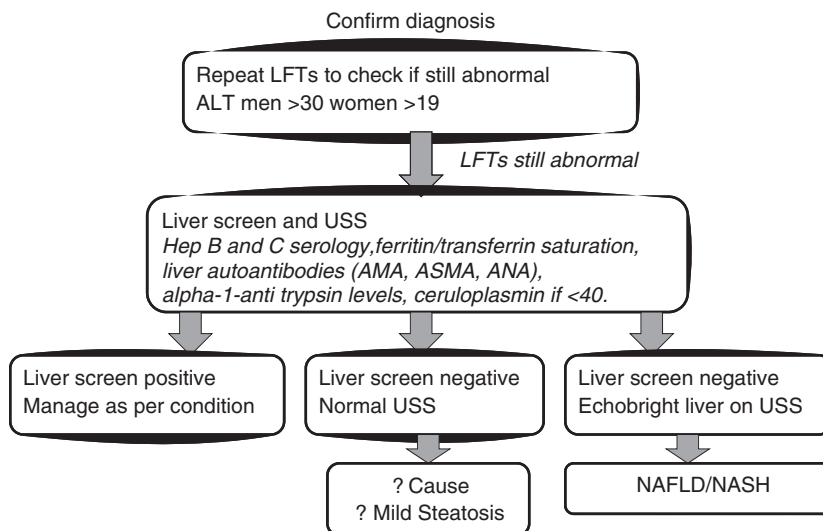 Confirm diagnosis
Repeat LFTs to check if still abnormal
ALT men >30 women >19
LFTs still abnormal
Liver screen and USS
Hep B and C serology,ferritin/transferrin saturation,
liver autoantibodies (AMA, ASMA, ANA),
alpha-1-anti trypsin levels, ceruloplasmin if <40.
Liver screen positive
Manage as per condition
Liver screen negative
Normal USS
Liver screen negative
Echobright liver on USS
? Cause
? Mild Steatosis
NAFLD/NASH